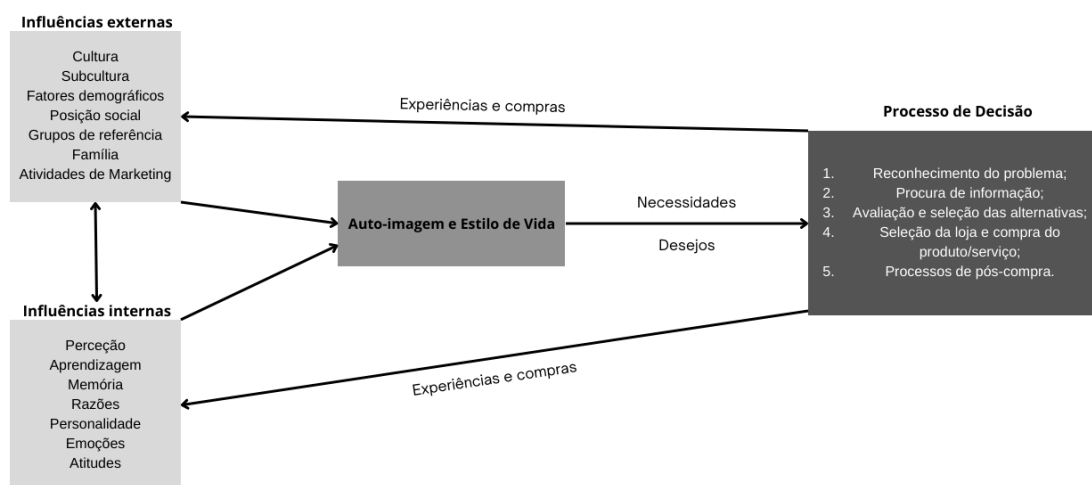 Influências externas
Cultura
Subcultura
Fatores demográficos
Posição social
Grupos de referência
Família
Atividades de Marketing
Experiências e compras
Processo de Decisão
1. Reconhecimento do problema;
2. Procura de informação;
3. Avaliação e seleção das alternativas;
4. Seleção da loja e compra do
produto/serviço;
5. Processos de pós-compra.
Auto-imagem e Estilo de Vida
Necessidades
Desejos
Influências internas
Perceção
Aprendizagem
Memória
Razões
Personalidade
Emoções
Atitudes
Experiências e compras